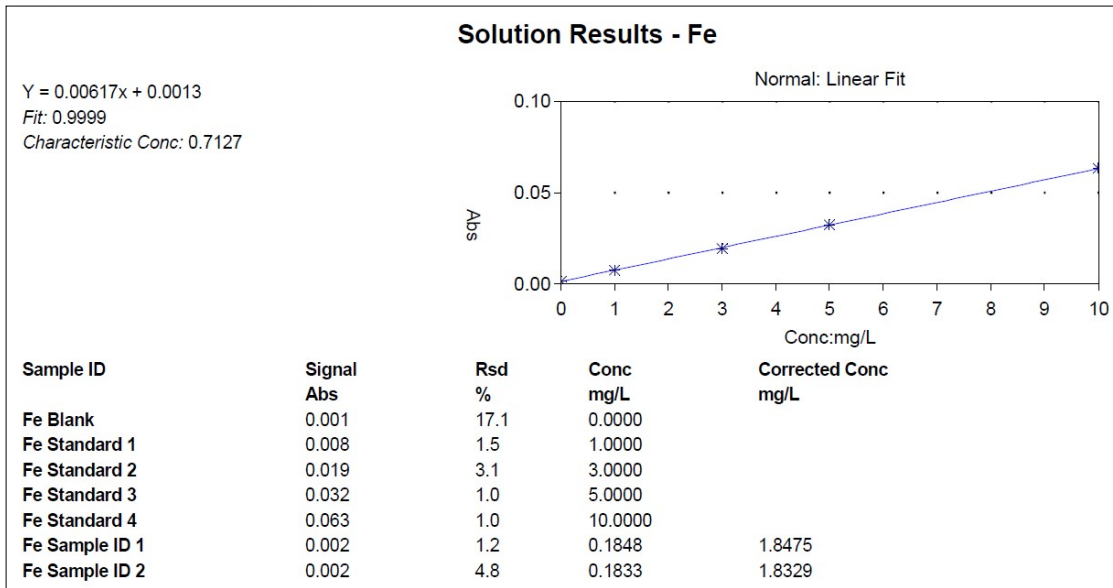 Solution Results - Fe
Y = 0.00617x + 0.0013
Fit: 0.9999
Characteristic Conc: 0.7127
Normal: Linear Fit
0.10
0.05
0.00
Abs
0 1 2 3 4 5 6 7 8 9 10
Conc:mg/L
Sample ID Signal Rsd Conc Corrected Conc
Abs % mg/L mg/L
Fe Blank 0.001 17.1 0.0000
Fe Standard 1 0.008 1.5 1.0000
Fe Standard 2 0.019 3.1 3.0000
Fe Standard 3 0.032 1.0 5.0000
Fe Standard 4 0.063 1.0 10.0000
Fe Sample ID 1 0.002 1.2 0.1848 1.8475
Fe Sample ID 2 0.002 4.8 0.1833 1.8329